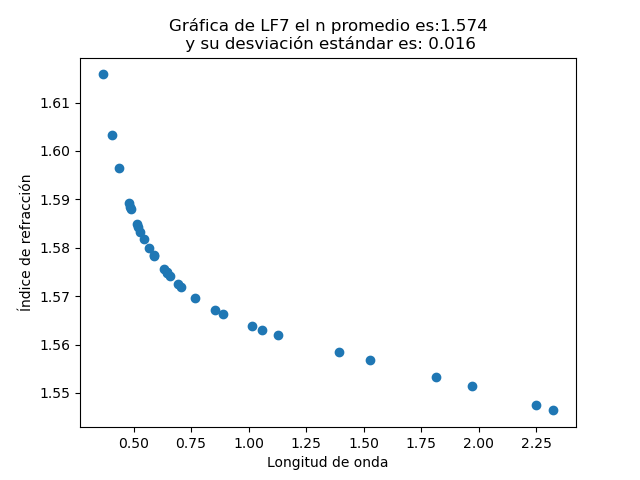 Gráfica de LF7 el n promedio es:1.574
y su desviación estándar es: 0.016
1.61
1.60
1.59
1.58
1.57
1.56
1.55
Índice de refracción
0.50 0.75 1.00 1.25 1.50 1.75 2.00 2.25
Longitud de onda